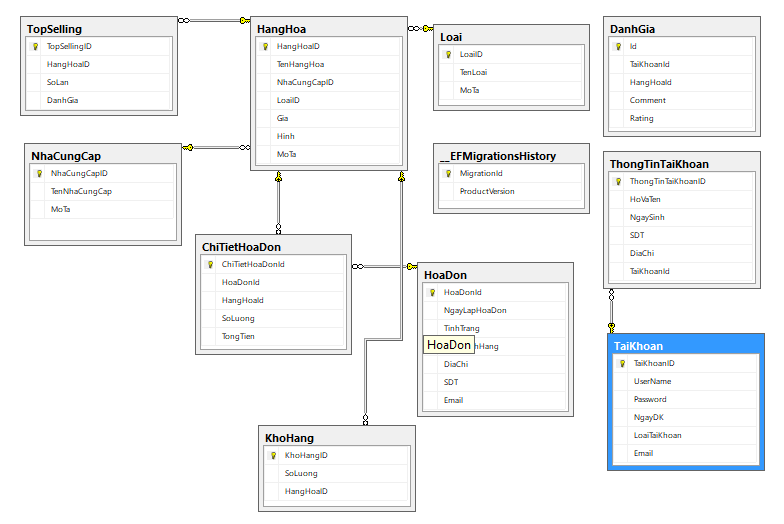 TopSelling
TopSellingID
HangHoaID
SoLan
DanhGia
HangHoa
HangHoaID
TenHangHoa
NhaCungCapID
LoaiID
Gia
Hinh
MoTa
Loai
LoaiID
TenLoai
MoTa
DanhGia
Id
TaiKhoanId
HangHoaId
Comment
Rating
NhaCungCap
NhaCungCapID
TenNhaCungCap
MoTa
__EFMigrationsHistory
MigrationId
ProductVersion
ThongTinTaiKhoan
ThongTinTaiKhoanID
HoVaTen
NgaySinh
SDT
DiaChi
TaiKhoanId
ChiTietHoaDon
ChiTietHoaDonId
HoaDonId
HangHoaId
SoLuong
TongTien
HoaDon
HoaDonId
NgayLapHoaDon
TinhTrang
HoaDon
hHang
DiaChi
SDT
Email
TaiKhoan
TaiKhoanID
UserName
Password
NgayDK
LoaiTaiKhoan
Email
KhoHang
KhoHangID
SoLuong
HangHoaID